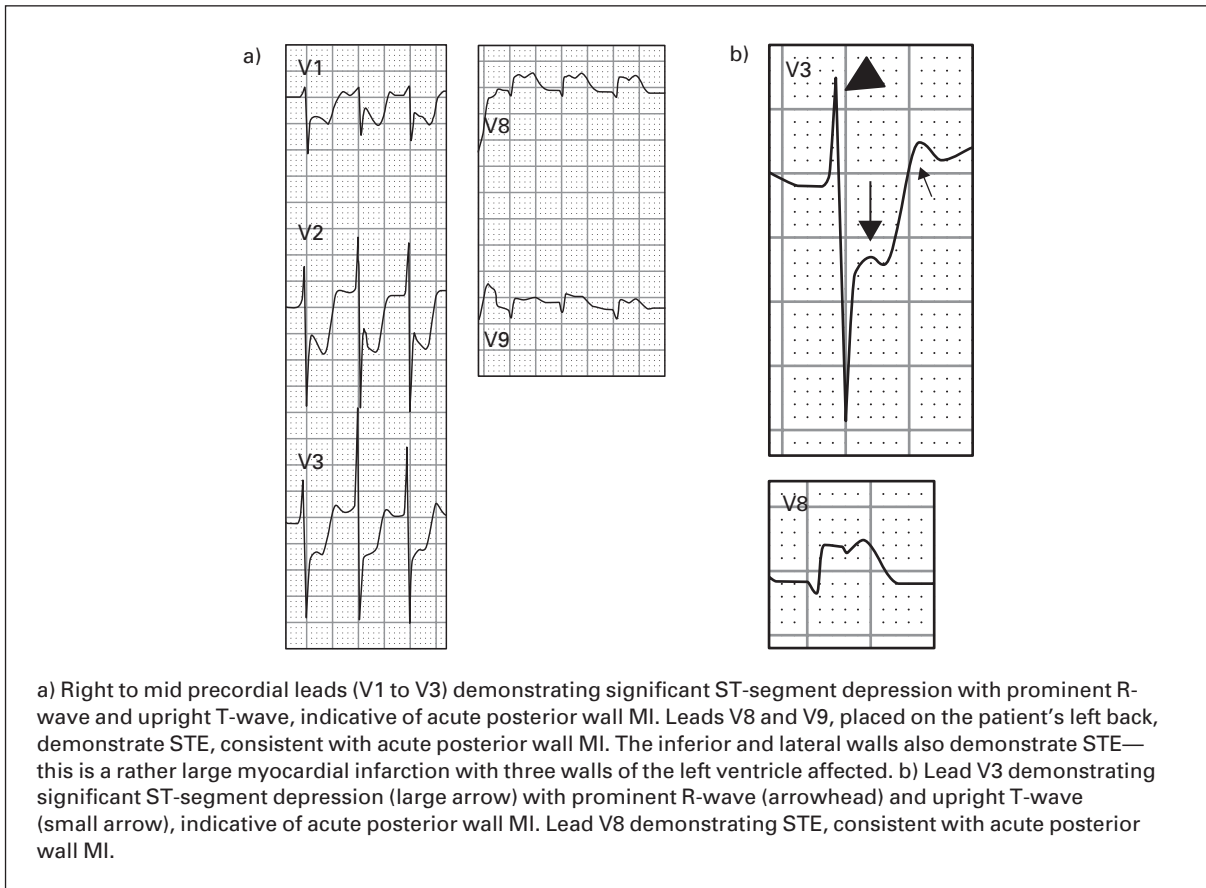 a)
V1
V2
V3
V8
V9
b)
V3
V8
a) Right to mid precordial leads (V1 to V3) demonstrating significant ST-segment depression with prominent R-
wave and upright T-wave, indicative of acute posterior wall MI. Leads V8 and V9, placed on the patient’s left back,
demonstrate STE, consistent with acute posterior wall MI. The inferior and lateral walls also demonstrate STE—
this is a rather large myocardial infarction with three walls of the left ventricle affected. b) Lead V3 demonstrating
significant ST-segment depression (large arrow) with prominent R-wave (arrowhead) and upright T-wave
(small arrow), indicative of acute posterior wall MI. Lead V8 demonstrating STE, consistent with acute posterior
wall MI.